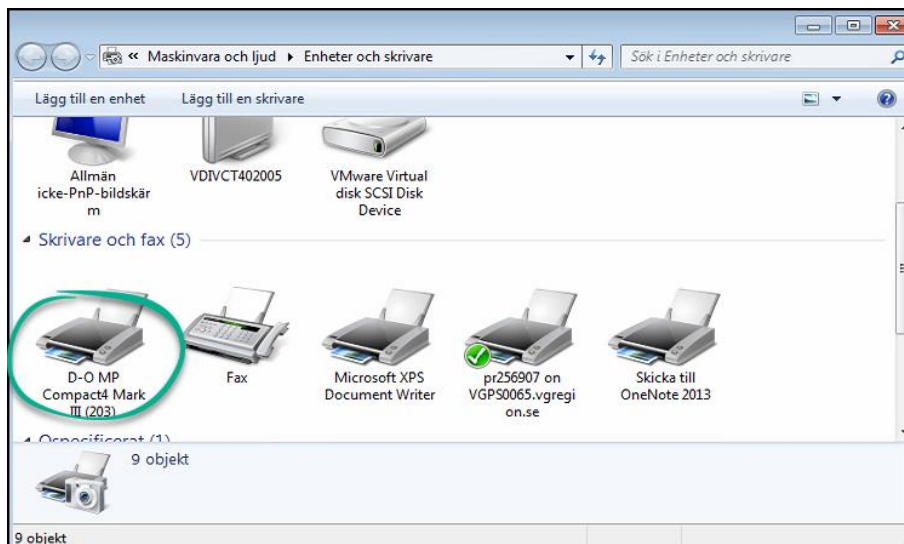 « Maskinvara och ljud ▸ Enheter och skrivare
Sök i Enheter och skrivare
Lägg till en enhet Lägg till en skrivare
Allmän
icke-PnP-bildskär
m
VDIVCT402005
VMware Virtual
disk SCSI Disk
Device
Skrivare och fax (5)
D-O MP
Compact4 Mark
III (203)
Fax
Microsoft XPS
Document Writer
pr256907 on
VGPS0065.vgregi
on.se
Skicka till
OneNote 2013
Ospecificerat (1)
9 objekt
9 objekt